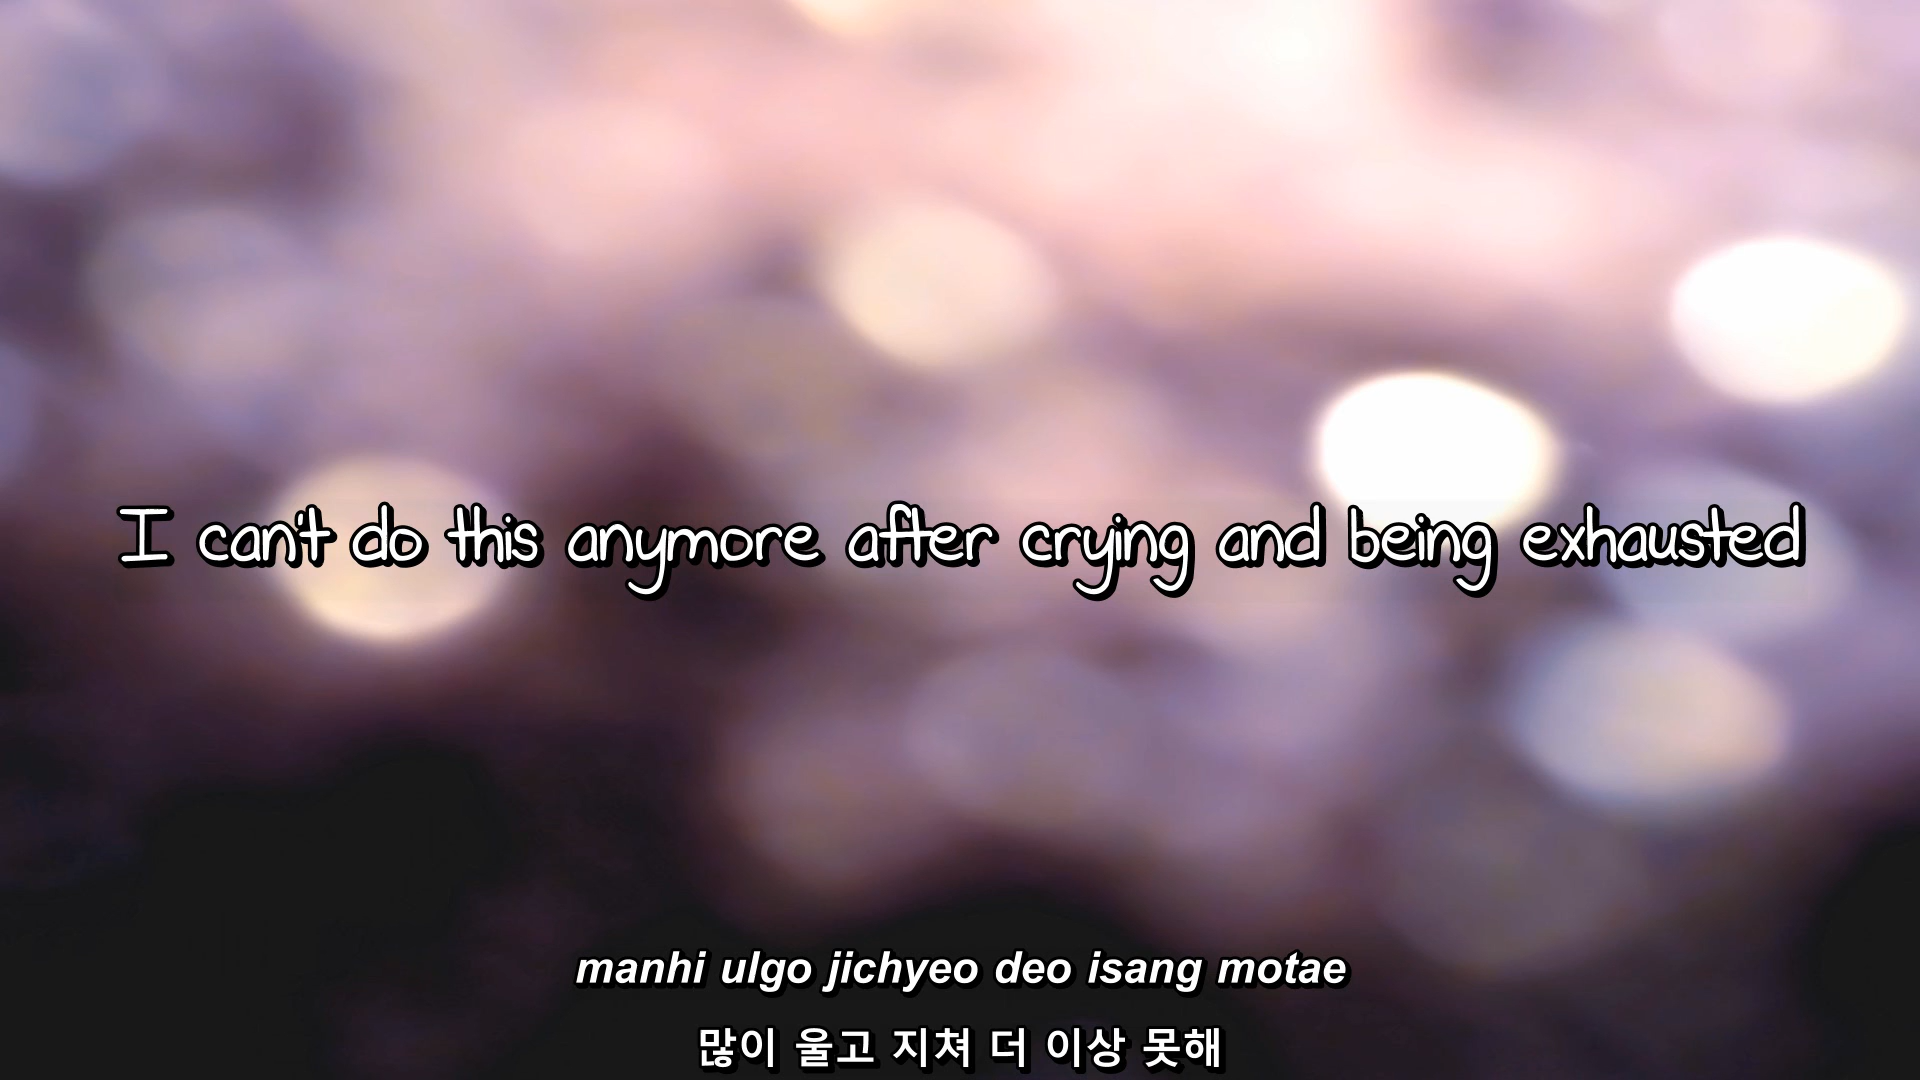 I can't do this anymore after crying and being exhausted
manhi ulgo jichyeo deo isang motae
많이 울고 지쳐 더 이상 못해